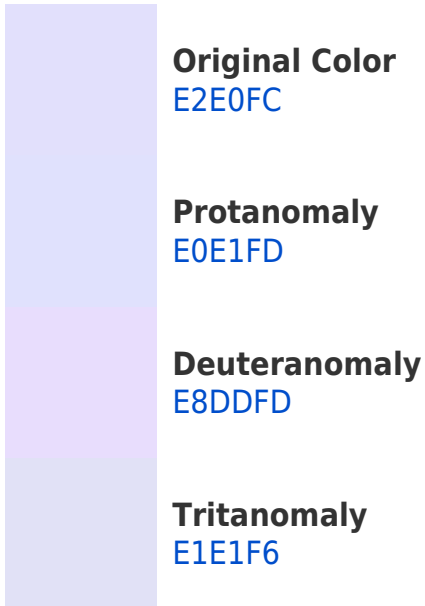 Original Color
E2E0FC
Protanomaly
E0E1FD
Deuteranomaly
E8DDFD
Tritanomaly
E1E1F6